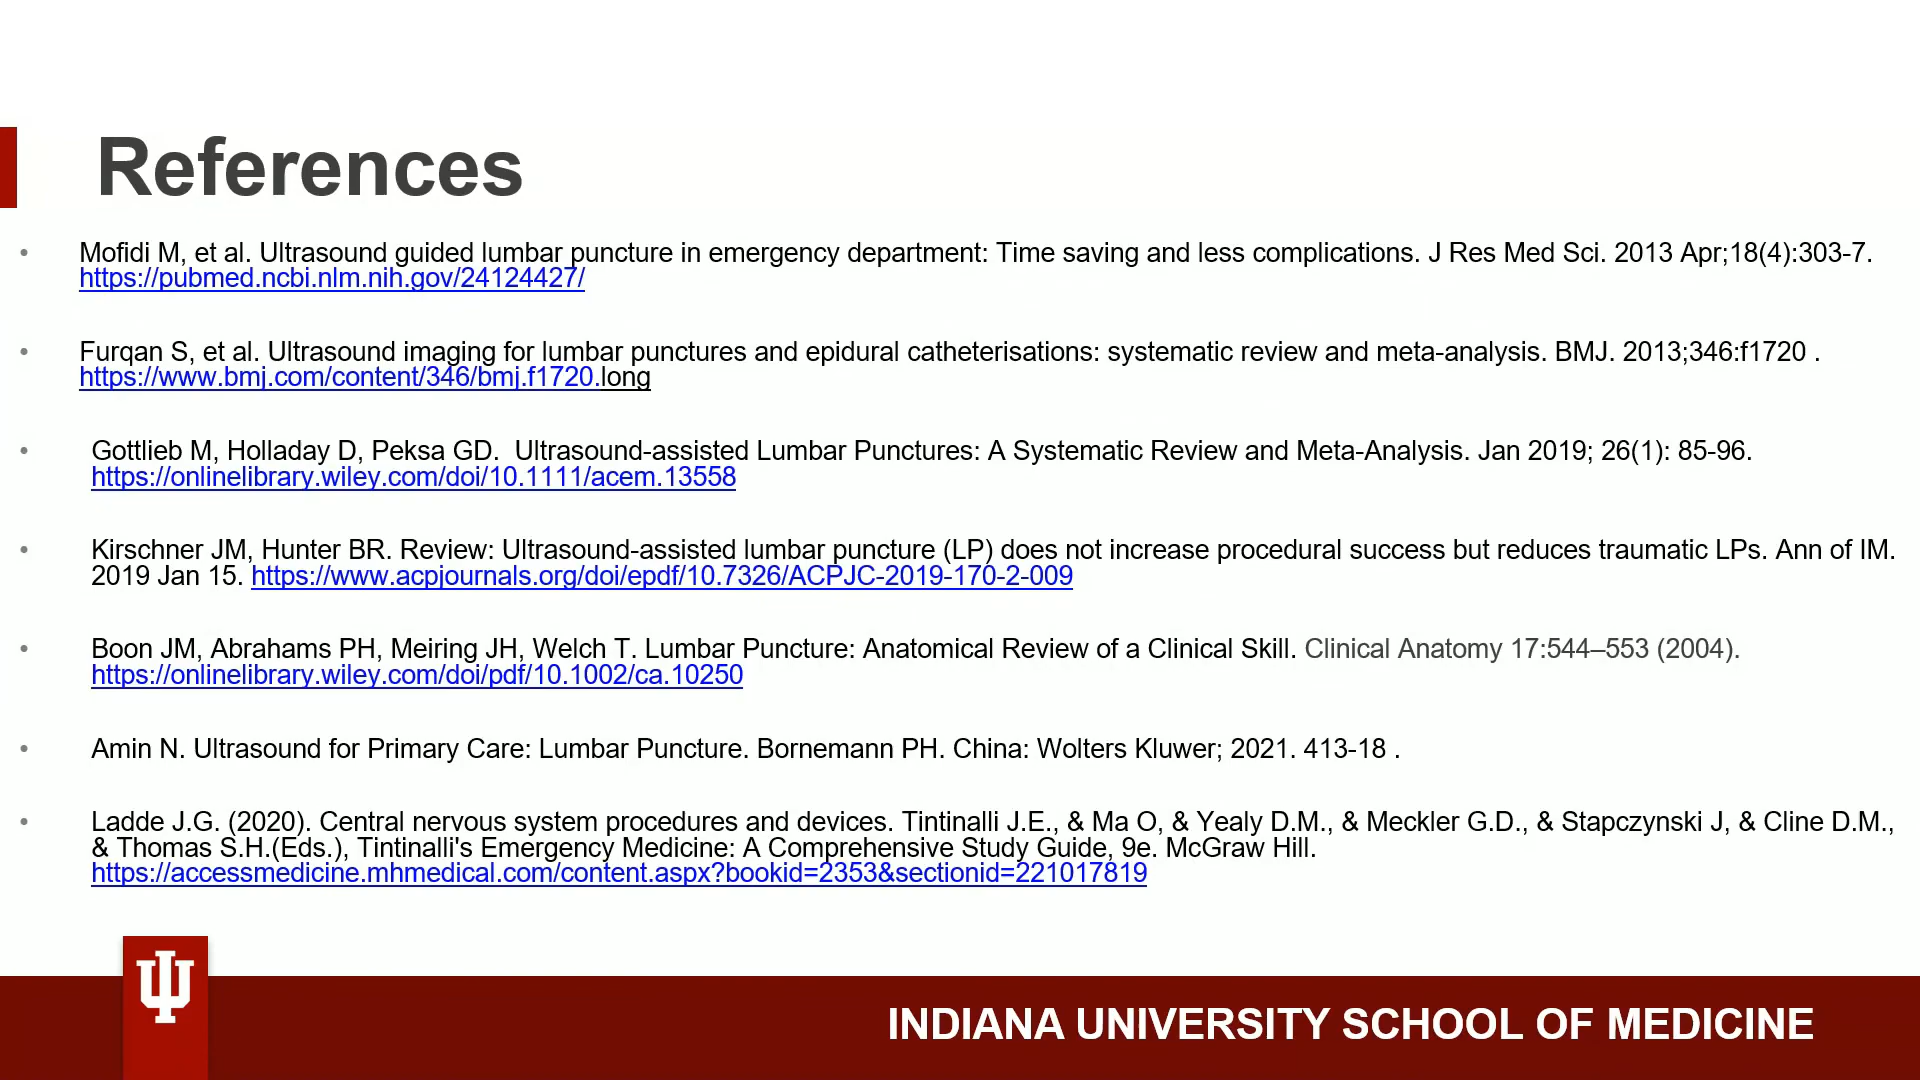 References
• Mofidi M, et al. Ultrasound guided lumbar puncture in emergency department: Time saving and less complications. J Res Med Sci. 2013 Apr;18(4):303-7.
https://pubmed.ncbi.nlm.nih.gov/24124427/
• Furqan S, et al. Ultrasound imaging for lumbar punctures and epidural catheterisations: systematic review and meta-analysis. BMJ. 2013;346:f1720 .
https://www.bmj.com/content/346/bmj.f1720.long
• Gottlieb M, Holladay D, Peksa GD.  Ultrasound-assisted Lumbar Punctures: A Systematic Review and Meta-Analysis. Jan 2019; 26(1): 85-96.
https://onlinelibrary.wiley.com/doi/10.1111/acem.13558
• Kirschner JM, Hunter BR. Review: Ultrasound-assisted lumbar puncture (LP) does not increase procedural success but reduces traumatic LPs. Ann of IM.
2019 Jan 15. https://www.acpjournals.org/doi/epdf/10.7326/ACPJC-2019-170-2-009
• Boon JM, Abrahams PH, Meiring JH, Welch T. Lumbar Puncture: Anatomical Review of a Clinical Skill. Clinical Anatomy 17:544–553 (2004).
https://onlinelibrary.wiley.com/doi/pdf/10.1002/ca.10250
• Amin N. Ultrasound for Primary Care: Lumbar Puncture. Bornemann PH. China: Wolters Kluwer; 2021. 413-18 .
• Ladde J.G. (2020). Central nervous system procedures and devices. Tintinalli J.E., & Ma O, & Yealy D.M., & Meckler G.D., & Stapczynski J, & Cline D.M.,
& Thomas S.H.(Eds.), Tintinalli's Emergency Medicine: A Comprehensive Study Guide, 9e. McGraw Hill.
https://accessmedicine.mhmedical.com/content.aspx?bookid=2353&sectionid=221017819
INDIANA UNIVERSITY SCHOOL OF MEDICINE